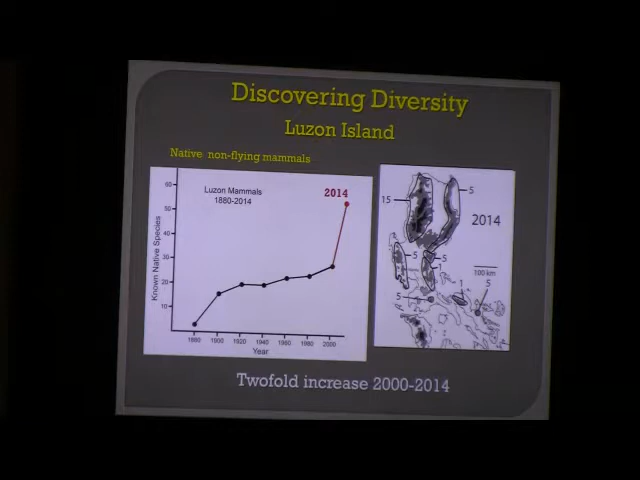 Discovering Diversity
Luzon Island
Native non-flying mammals
Luzon Mammals
1880-2014
2014
60
50
40
30
20
10
Known Native Species
1880 1900 1920 1940 1960 1980 2000
Year
15
5
2014
5
5
1
100 km
5
1
5
Twofold increase 2000-2014